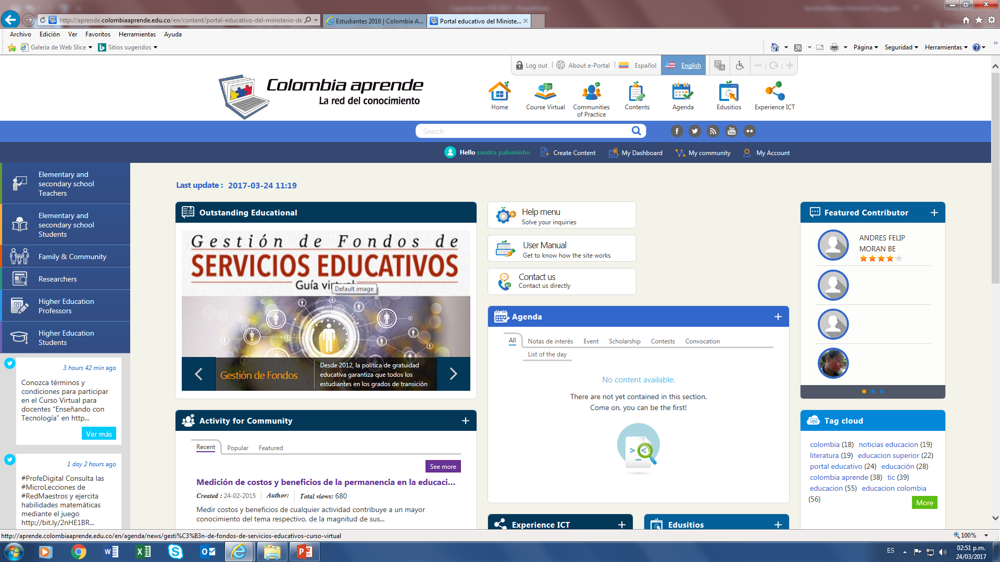 http://aprende.colombiaaprende.edu.co/en/content/portal-educativo-del-ministerio-de
Estudiantes 2016 | Colombia A...
Portal educativo del Ministe...
Archivo Edición Ver Favoritos Herramientas Ayuda
Galería de Web Slice
Sitios sugeridos
Página Seguridad Herramientas
Log out
About e-Portal
Español
English
Colombia aprende
La red del conocimiento
Home
Course Virtual
Communities
of Practice
Contents
Agenda
Edusitios
Experience ICT
Search
Hello sandra palominho
Create Content
My Dashboard
My community
My Account
Elementary and
secondary school
Teachers
Elementary and
secondary school
Students
Family & Community
Researchers
Higher Education
Professors
Higher Education
Students
3 hours 42 min ago
Conozca términos y
condiciones para participar
en el Curso Virtual para
docentes “Enseñando con
Tecnología” en http...
Ver más
1 day 2 hours ago
#ProfeDigital Consulta las
#MicroLecciones de
#RedMaestros y ejercita
habilidades matemáticas
mediante el juego
http://bit.ly/2nHE1BR...
Last update : 2017-03-24 11:19
Outstanding Educational
Gestión de Fondos de
SERVICIOS EDUCATIVOS
Guía
Default image
Gestión de Fondos
Desde 2012, la política de gratuidad
educativa garantiza que todos los
estudiantes en los grados de transición
Activity for Community
Recent Popular Featured
See more
Medición de costos y beneficios de la permanencia en la educaci...
Created : 24-02-2015 Author: Total views: 680
Medir costos y beneficios de cualquier actividad contribuye a un mayor
conocimiento del tema respectivo, de la magnitud de sus...
Help menu
Solve your inquiries
User Manual
Get to know how the site works
Contact us
Contact us directly
Agenda
All Notas de interés Event Scholarship Contests Convocation
List of the day
No content available.
There are not yet contained in this section.
Come on, you can be the first!
Experience ICT
Edusitios
Featured Contributor
ANDRES FELIP
MORAN BE
Tag cloud
colombia (18) noticias educacion (19)
literatura (19) educacion superior (22)
portal educativo (24) educación (28)
colombia aprende (38) tic (39)
educacion (55) educacion colombia
(56)
More
http://aprende.colombiaaprende.edu.co/en/agenda/news/gesti%C3%B3n-de-fondos-de-servicios-educativos-curso-virtual
100%
ES
02:51 p.m.
24/03/2017